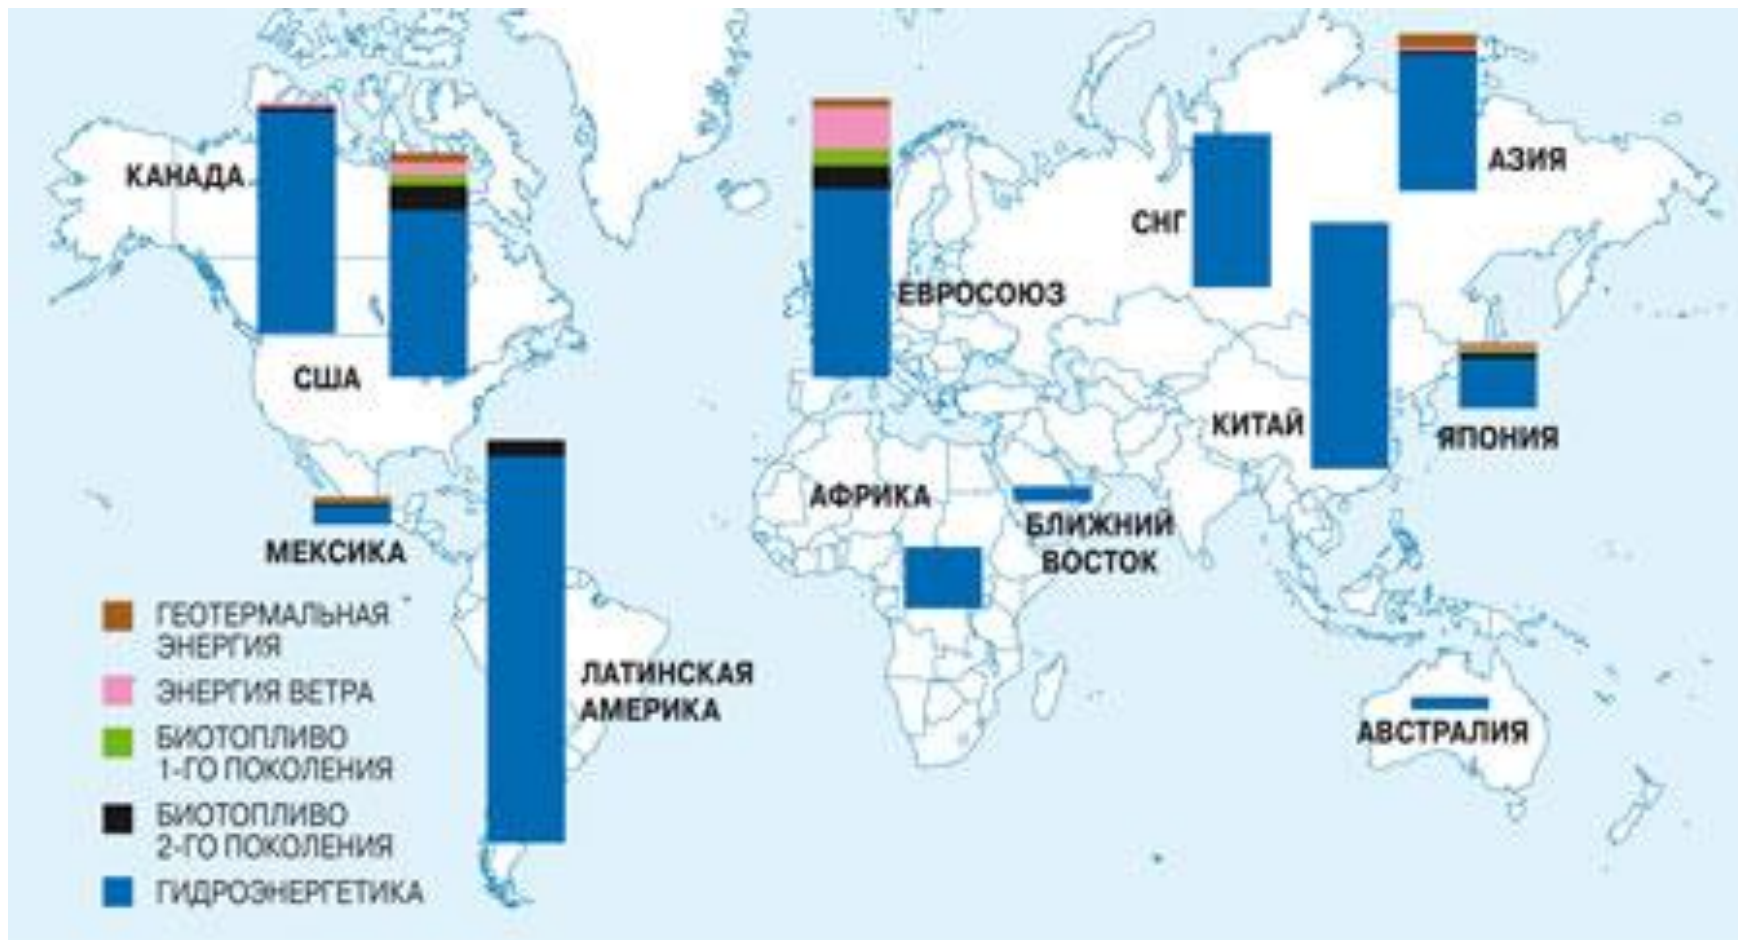 АЗИЯ
КАНАДА
СНГ
ЕВРОСОЮЗ
США
КИТАЙ
ЯПОНИЯ
АФРИКА
БЛИЖНИЙ
ВОСТОК
МЕКСИКА
ЛАТИНСКАЯ
АМЕРИКА
АВСТРАЛИЯ
ГЕОТЕРМАЛЬНАЯ
ЭНЕРГИЯ
ЭНЕРГИЯ ВЕТРА
БИОТОПЛИВО
1-ГО ПОКОЛЕНИЯ
БИОТОПЛИВО
2-ГО ПОКОЛЕНИЯ
ГИДРОЭНЕРГЕТИКА